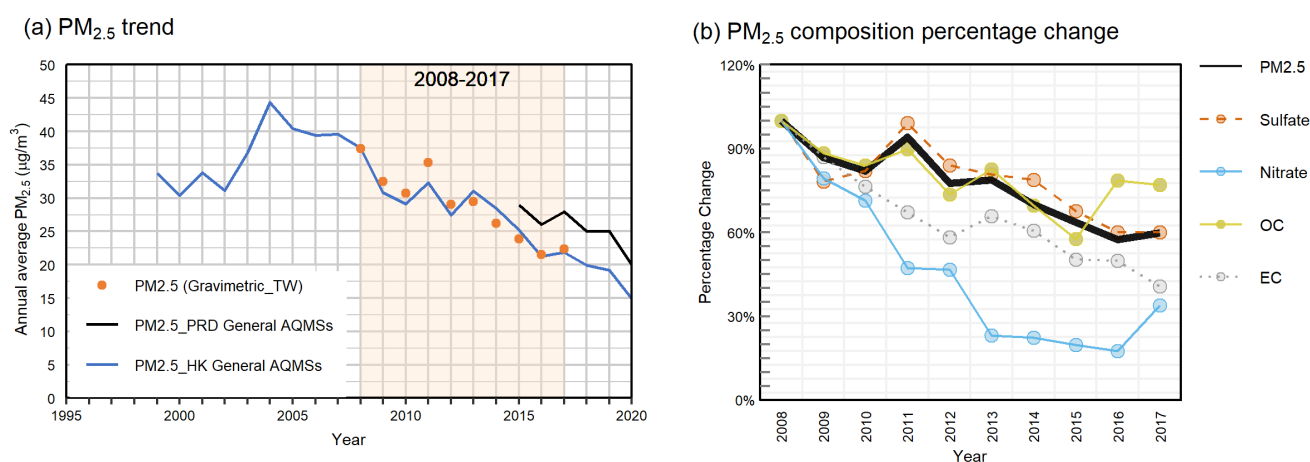 (a) PM2.5 trend
Annual average PM2.5 (μg/m3)
50
45
40
35
30
25
20
15
10
5
0
2008-2017
PM2.5 (Gravimetric_TW)
PM2.5_PRD General AQMSs
PM2.5_HK General AQMSs
1995 2000 2005 2010 2015 2020
Year
(b) PM2.5 composition percentage change
Percentage Change
120%
90%
60%
30%
0%
2008 2009 2010 2011 2012 2013 2014 2015 2016 2017
Year
PM2.5
Sulfate
Nitrate
OC
EC